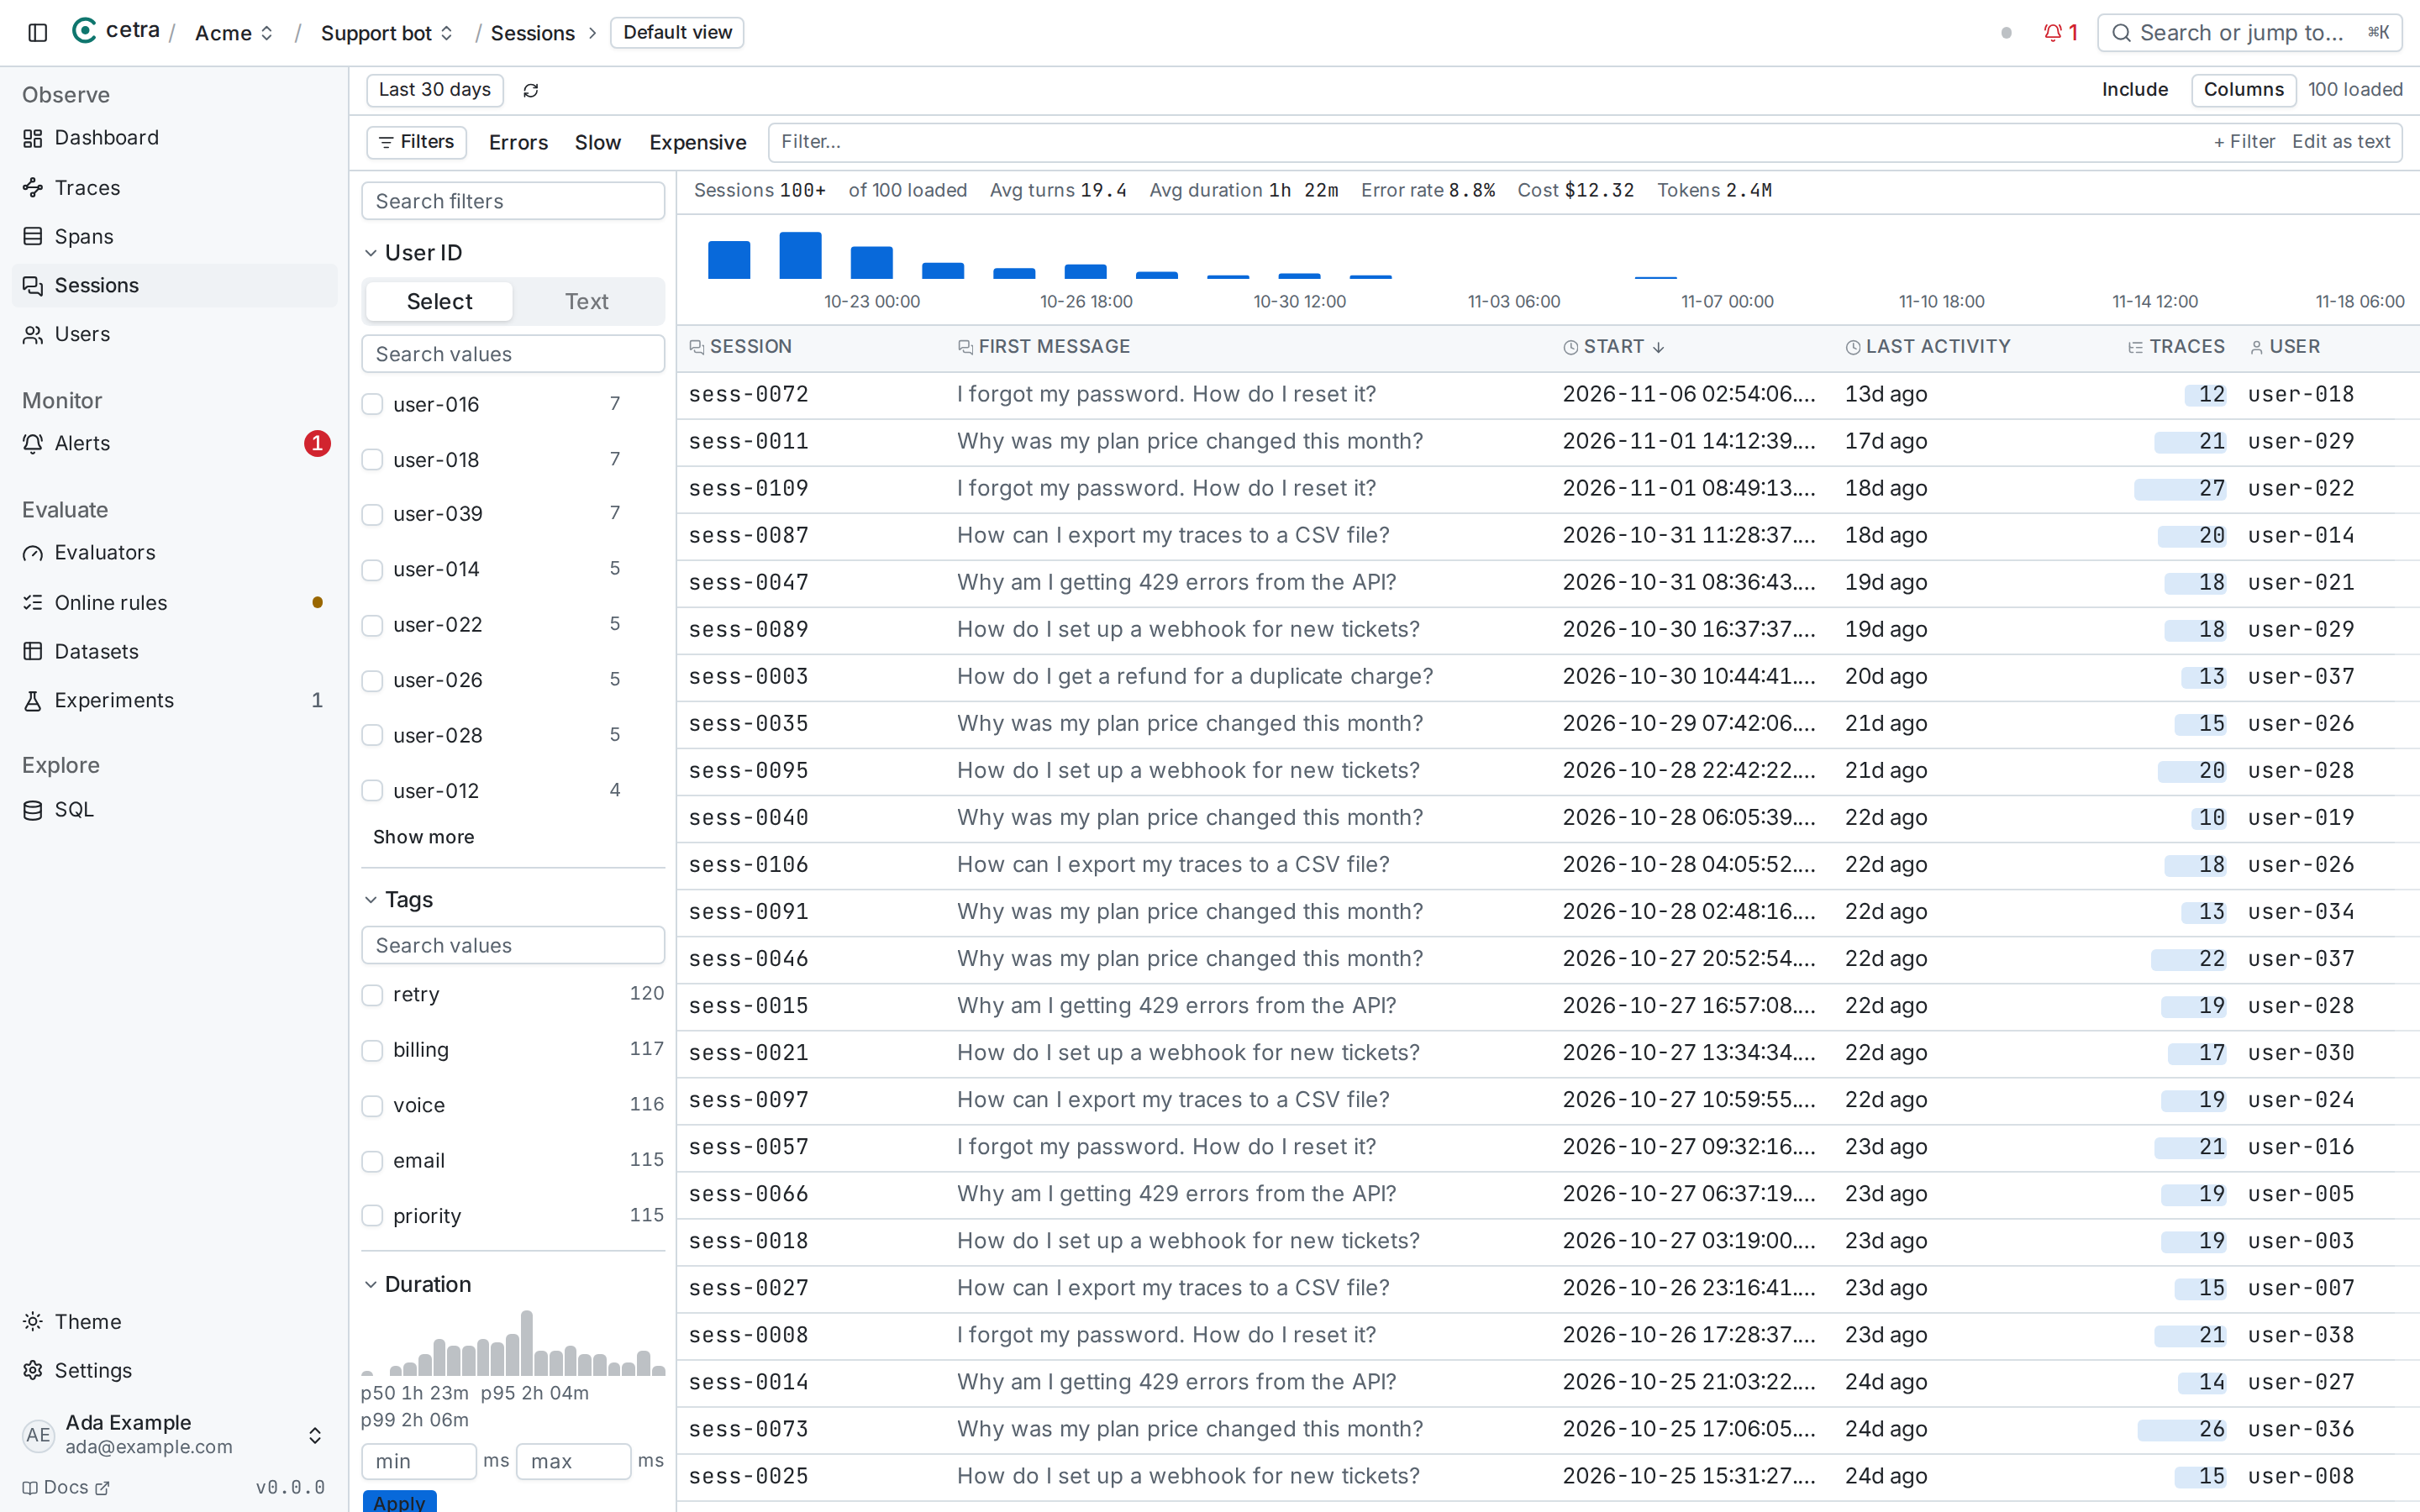 cetra / Acme / Support bot / Sessions > Default view
1 Search or jump to... ⌘K
Observe
Dashboard
Traces
Spans
Sessions
Users
Monitor
Alerts 1
Evaluate
Evaluators
Online rules
Datasets
Experiments 1
Explore
SQL
Theme
Settings
AE Ada Example
ada@example.com
Docs v0.0.0
Last 30 days Include Columns 100 loaded
Filters Errors Slow Expensive Filter... + Filter Edit as text
Search filters
User ID
Select Text
Search values
user-016 7
user-018 7
user-039 7
user-014 5
user-022 5
user-026 5
user-028 5
user-012 4
Show more
Tags
Search values
retry 120
billing 117
voice 116
email 115
priority 115
Duration
p50 1h 23m p95 2h 04m
p99 2h 06m
min ms max ms
Apply
Sessions 100+ of 100 loaded Avg turns 19.4 Avg duration 1h 22m Error rate 8.8% Cost $12.32 Tokens 2.4M
10-23 00:00 10-26 18:00 10-30 12:00 11-03 06:00 11-07 00:00 11-10 18:00 11-14 12:00 11-18 06:00
SESSION FIRST MESSAGE START ↓ LAST ACTIVITY TRACES USER
sess-0072 I forgot my password. How do I reset it? 2026-11-06 02:54:06.... 13d ago 12 user-018
sess-0011 Why was my plan price changed this month? 2026-11-01 14:12:39.... 17d ago 21 user-029
sess-0109 I forgot my password. How do I reset it? 2026-11-01 08:49:13.... 18d ago 27 user-022
sess-0087 How can I export my traces to a CSV file? 2026-10-31 11:28:37.... 18d ago 20 user-014
sess-0047 Why am I getting 429 errors from the API? 2026-10-31 08:36:43.... 19d ago 18 user-021
sess-0089 How do I set up a webhook for new tickets? 2026-10-30 16:37:37.... 19d ago 18 user-029
sess-0003 How do I get a refund for a duplicate charge? 2026-10-30 10:44:41.... 20d ago 13 user-037
sess-0035 Why was my plan price changed this month? 2026-10-29 07:42:06.... 21d ago 15 user-026
sess-0095 How do I set up a webhook for new tickets? 2026-10-28 22:42:22.... 21d ago 20 user-028
sess-0040 Why was my plan price changed this month? 2026-10-28 06:05:39.... 22d ago 10 user-019
sess-0106 How can I export my traces to a CSV file? 2026-10-28 04:05:52.... 22d ago 18 user-026
sess-0091 Why was my plan price changed this month? 2026-10-28 02:48:16.... 22d ago 13 user-034
sess-0046 Why was my plan price changed this month? 2026-10-27 20:52:54.... 22d ago 22 user-037
sess-0015 Why am I getting 429 errors from the API? 2026-10-27 16:57:08.... 22d ago 19 user-028
sess-0021 How do I set up a webhook for new tickets? 2026-10-27 13:34:34.... 22d ago 17 user-030
sess-0097 How can I export my traces to a CSV file? 2026-10-27 10:59:55.... 22d ago 19 user-024
sess-0057 I forgot my password. How do I reset it? 2026-10-27 09:32:16.... 23d ago 21 user-016
sess-0066 Why am I getting 429 errors from the API? 2026-10-27 06:37:19.... 23d ago 19 user-005
sess-0018 How do I set up a webhook for new tickets? 2026-10-27 03:19:00.... 23d ago 19 user-003
sess-0027 How can I export my traces to a CSV file? 2026-10-26 23:16:41.... 23d ago 15 user-007
sess-0008 I forgot my password. How do I reset it? 2026-10-26 17:28:37.... 23d ago 21 user-038
sess-0014 Why am I getting 429 errors from the API? 2026-10-25 21:03:22.... 24d ago 14 user-027
sess-0073 Why was my plan price changed this month? 2026-10-25 17:06:05.... 24d ago 26 user-036
sess-0025 How do I set up a webhook for new tickets? 2026-10-25 15:31:27.... 24d ago 15 user-008